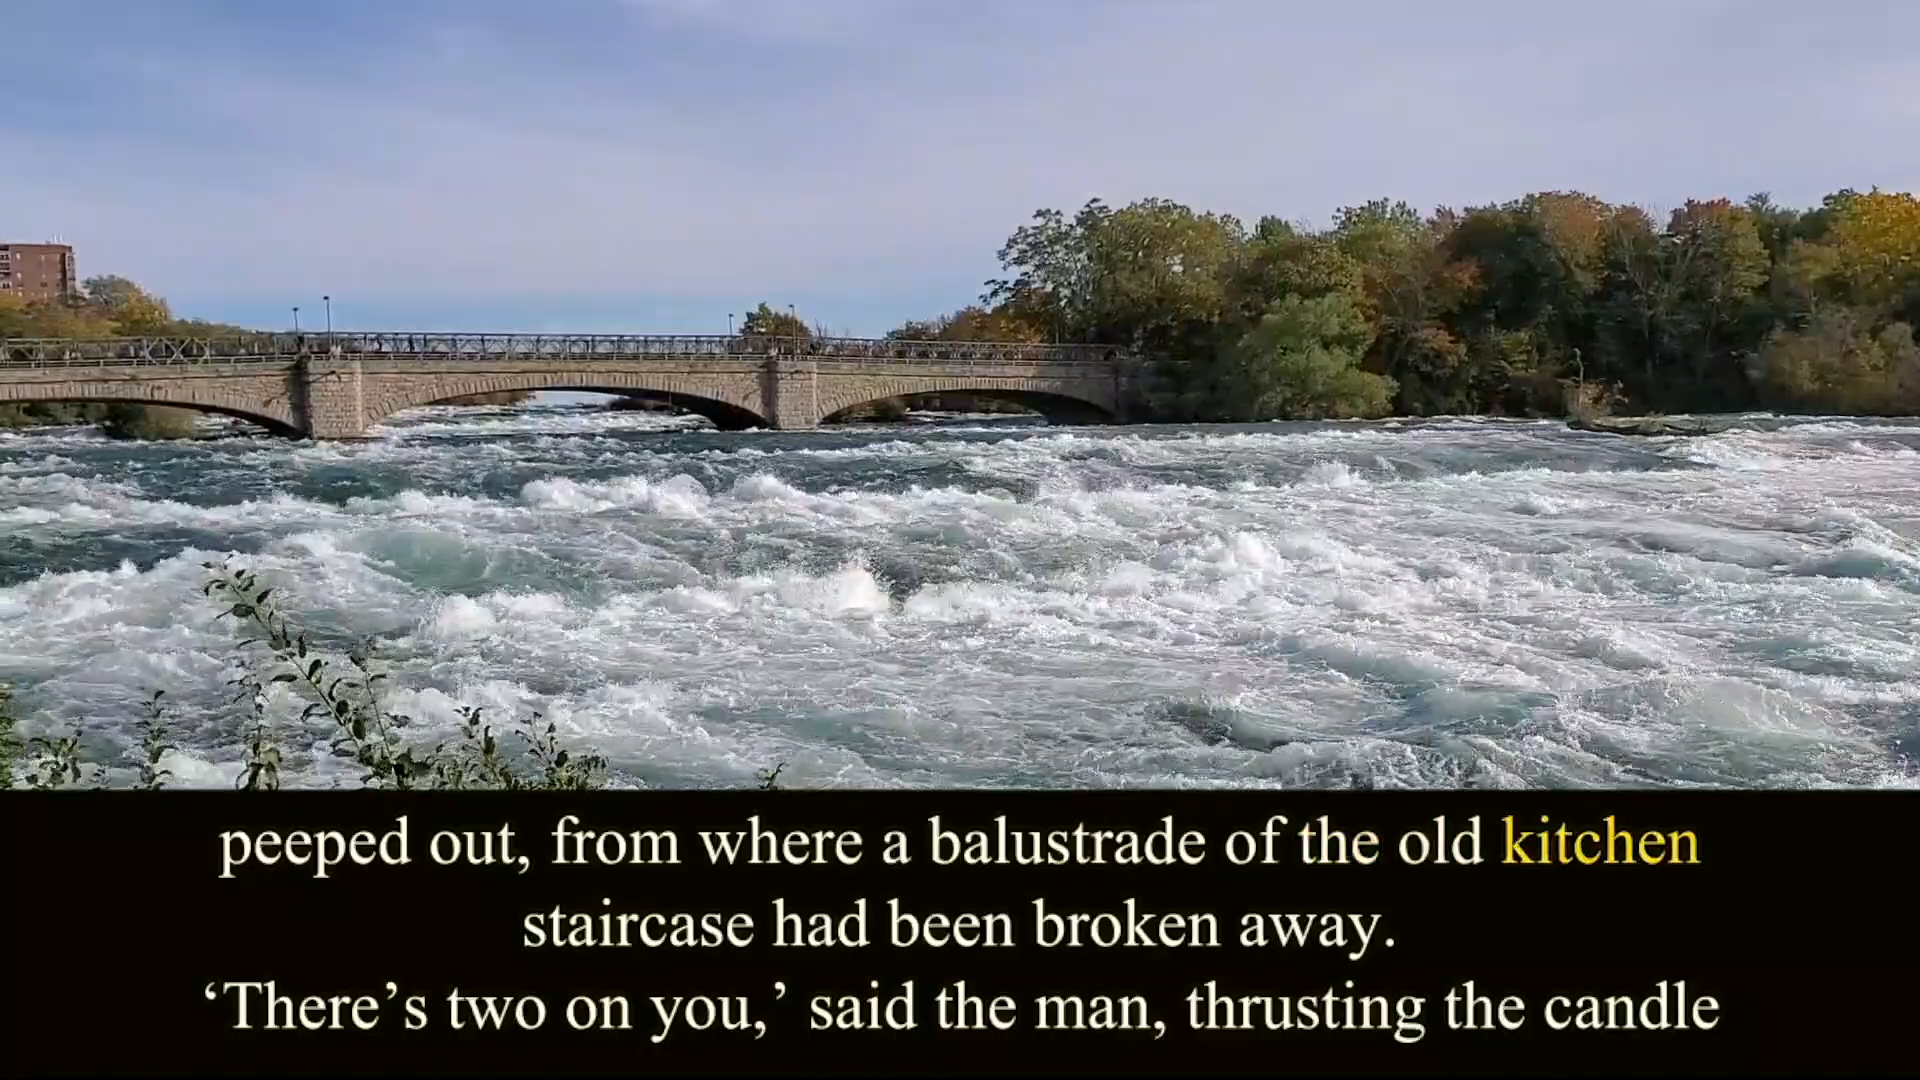 peeped out, from where a balustrade of the old kitchen
staircase had been broken away.
‘There’s two on you,’ said the man, thrusting the candle